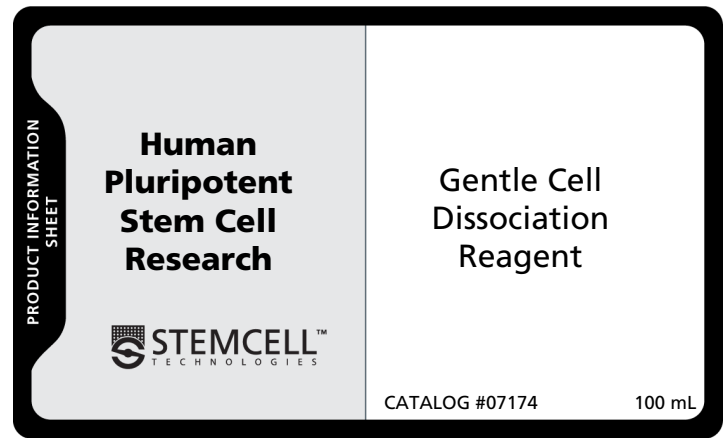 PRODUCT INFORMATION
SHEET
Human
Pluripotent
Stem Cell
Research
STEMCELL™
TECHNOLOGIES
Gentle Cell
Dissociation
Reagent
CATALOG #07174
100 mL